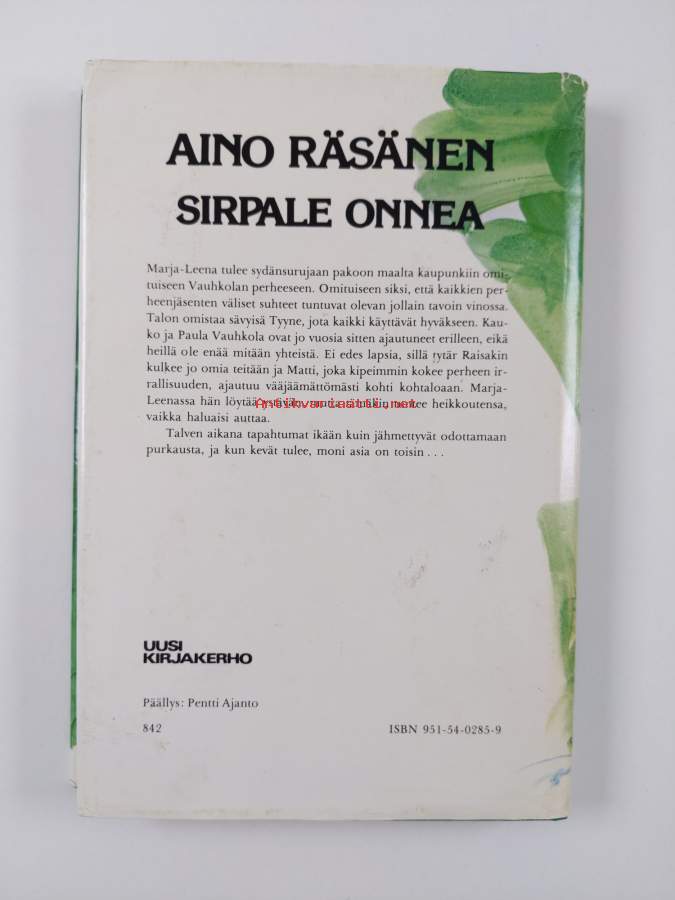 AINO RÄSÄNEN
SIRPALE ONNEA
Marja-Leena tulee sydänsurujaan pakoon maalta kaupunkiin omi-
tuiseen Vauhkolan perheeseen. Omituiseen siksi, että kaikkien per-
heenjäsenten väliset suhteet tuntuvat olevan jollain tavoin vinossa.
Talon omistaa sävyisä Tyyne, jota kaikki käyttävät hyväkseen. Kau-
ko ja Paula Vauhkola ovat jo vuosia sitten ajautuneet erilleen, eikä
heillä ole enää mitään yhteistä. Ei edes lapsia, sillä tytär Raisakin
kulkee jo omia teitään ja Matti, joka kipeimmin kokee perheen ir-
rallisuuden, ajautuu vääjäämättömästi kohti kohtaloaan. Marja-
Leenassa hän löytää tuntee heikkoutensa,
Antikvariaatti.net
vaikka haluaisi auttaa.
Talven aikana tapahtumat ikään kuin jähmettyvät odottamaan
purkausta, ja kun kevät tulee, moni asia on toisin . . .
UUSI
KIRJAKERHO
Päällys: Pentti Ajanto
842
ISBN 951-54-0285-9